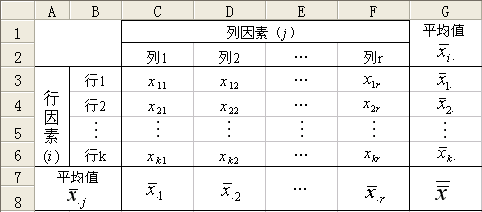 A B C D E F G
1 列因素 (j) 平均值
2 列1 列2 … 列r x̄i.
3 行1 x11 x12 x1r x̄1.
4 行因素(i) 行2 x21 x22 … x2r x̄2.
5 ⋮ ⋮ ⋮ ⋮ ⋮ ⋮
6 行k xk1 xk2 … xkr x̄k.
7 平均值
8 x̄.j x̄.1 x̄.2 … x̄.r x̿